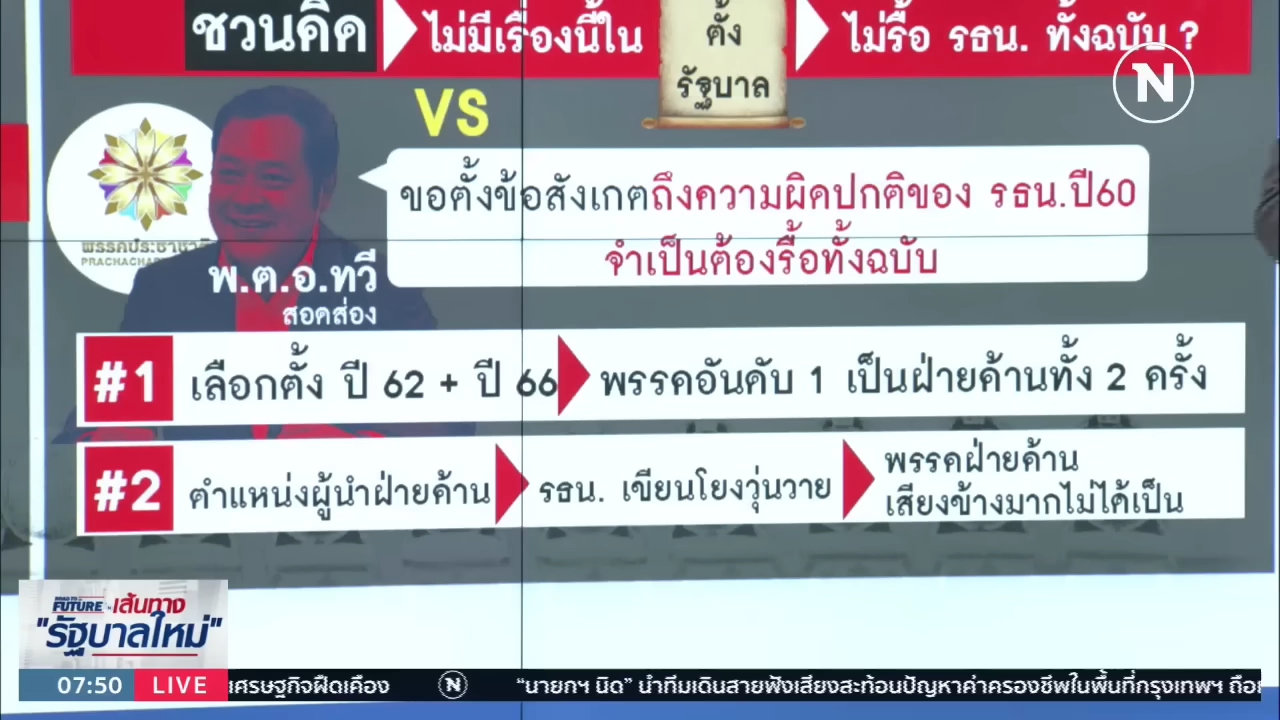 ชวนคิด
ไม่มีเรื่องนี้ใน
ตั้ง
รัฐบาล
ไม่รื้อ รธน. ทั้งฉบับ ?
N
VS
ขอตั้งข้อสังเกตถึงความผิดปกติของ รธน.ปี60
จำเป็นต้องรื้อทั้งฉบับ
พรรคประชาชาติ
พ.ต.อ.ทวี
สอดส่อง
#1 เลือกตั้ง ปี 62 + ปี 66 พรรคอันดับ 1 เป็นฝ่ายค้านทั้ง 2 ครั้ง
#2 ตำแหน่งผู้นำฝ่ายค้าน รธน. เขียนโยงวุ่นวาย พรรคฝ่ายค้าน
เสียงข้างมากไม่ได้เป็น
ROAD TO FUTURE เส้นทาง
"รัฐบาลใหม่"
07:50 LIVE เศรษฐกิจฝืดเคือง N “นายกฯ นิด” นำทีมเดินสายฟังเสียงสะท้อนปัญหาค่าครองชีพในพื้นที่กรุงเทพฯ ถือ